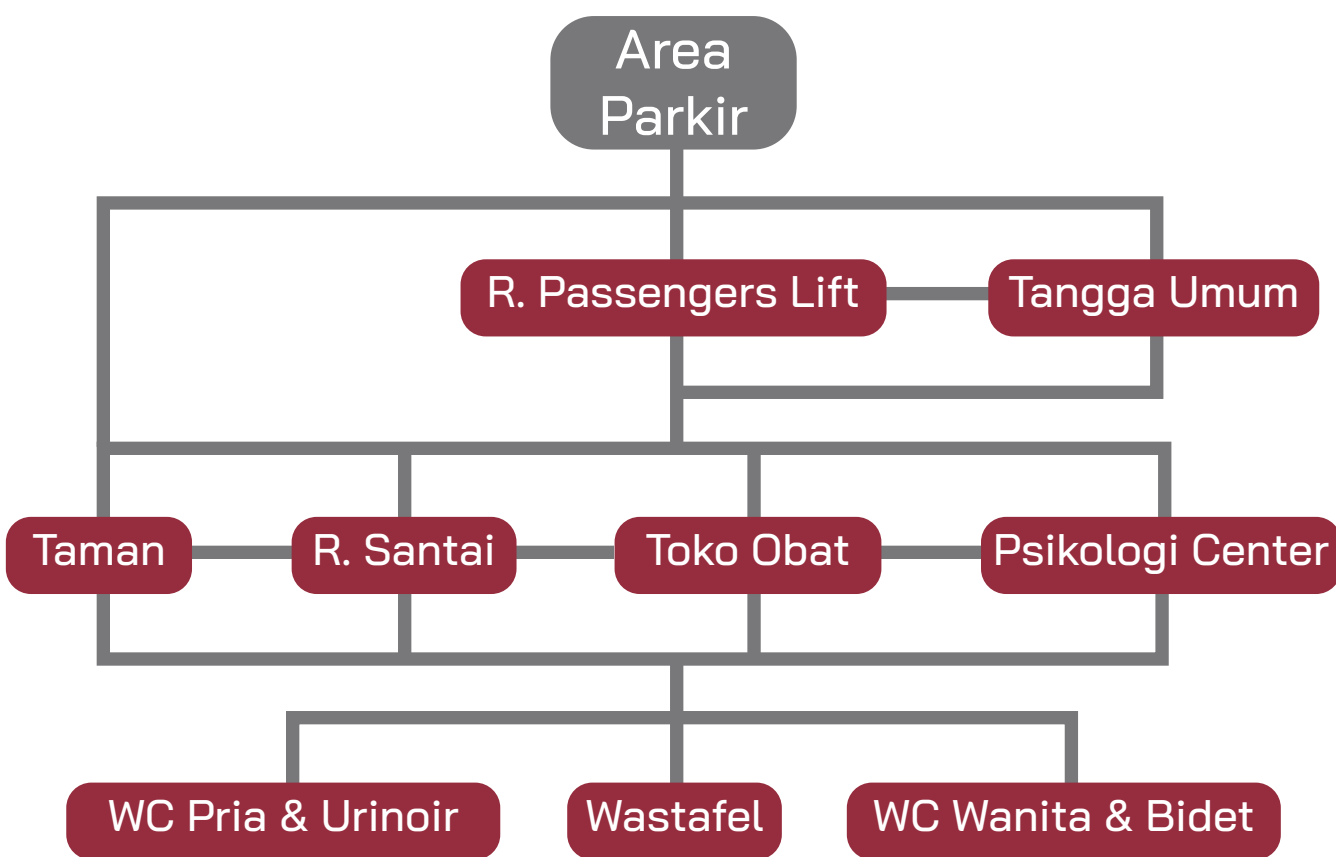 Area
Parkir
R. Passengers Lift
Tangga Umum
Taman
R. Santai
Toko Obat
Psikologi Center
WC Pria & Urinoir
Wastafel
WC Wanita & Bidet